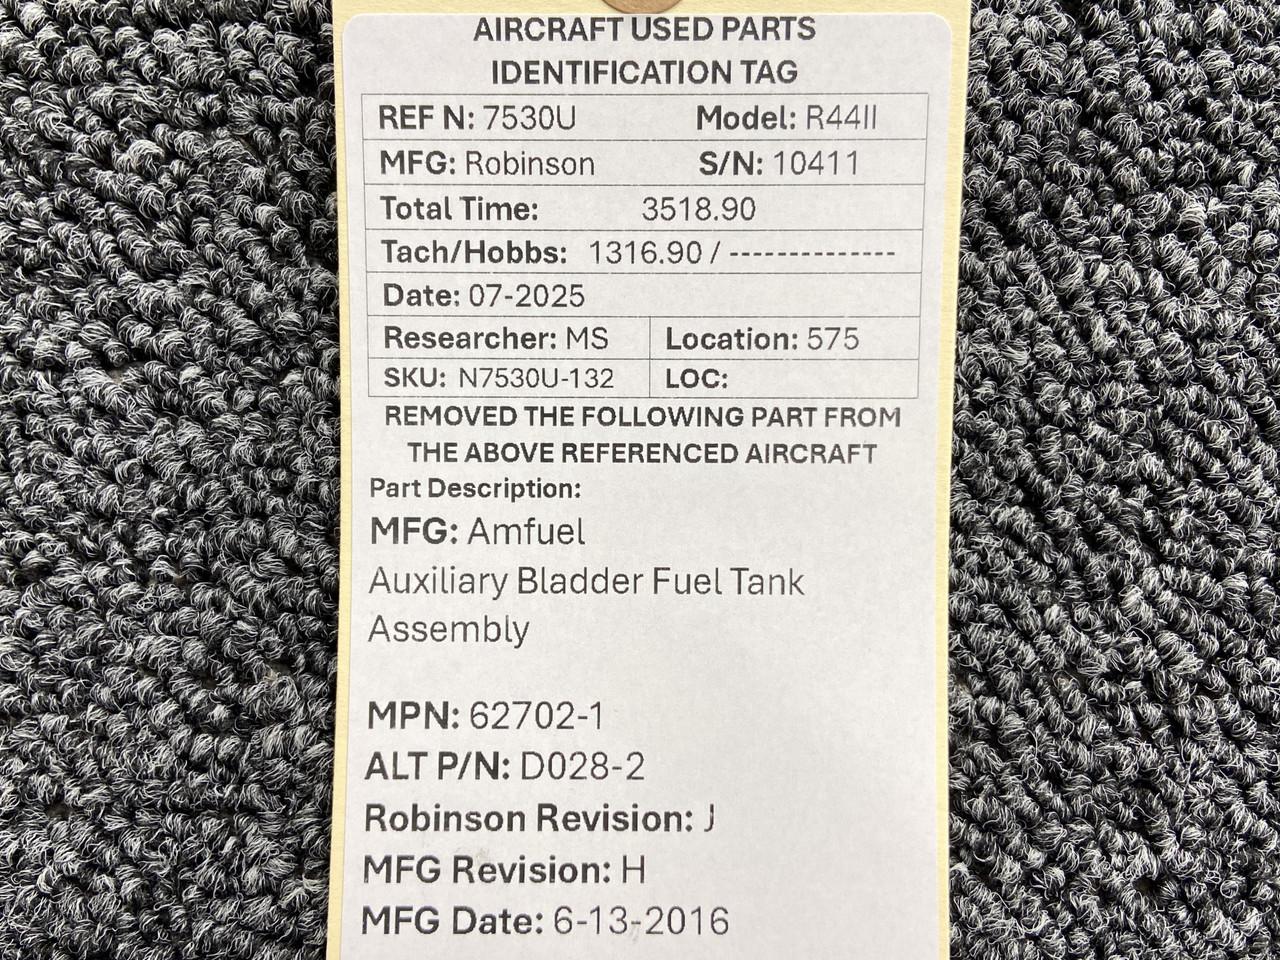 AIRCRAFT USED PARTS
IDENTIFICATION TAG
REF N: 7530U Model: R44II
MFG: Robinson S/N: 10411
Total Time: 3518.90
Tach/Hobbs: 1316.90 / --------------
Date: 07-2025
Researcher: MS Location: 575
SKU: N7530U-132 LOC:
REMOVED THE FOLLOWING PART FROM
THE ABOVE REFERENCED AIRCRAFT
Part Description:
MFG: Amfuel
Auxiliary Bladder Fuel Tank
Assembly
MPN: 62702-1
ALT P/N: D028-2
Robinson Revision: J
MFG Revision: H
MFG Date: 6-13-2016